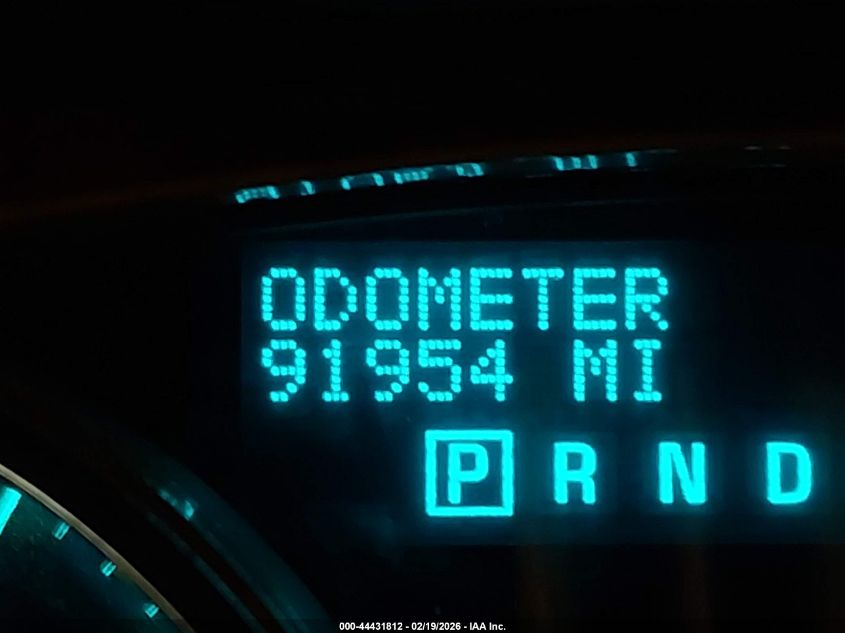 ODOMETER
91954 MI
P R N D
000-44431812 - 02/19/2026 - IAA Inc.